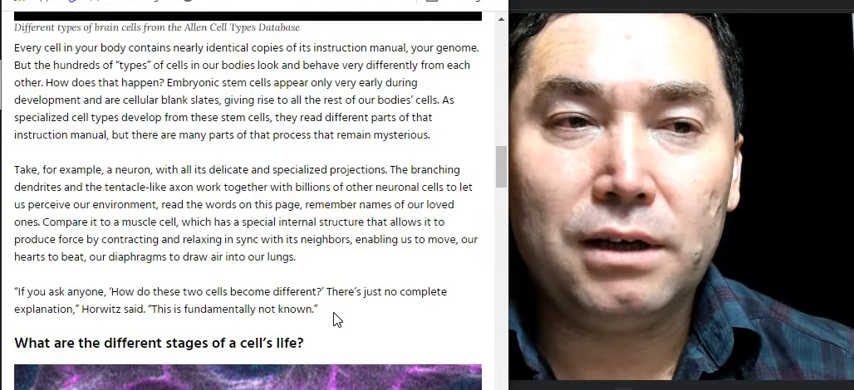 Different types of brain cells from the Allen Cell Types Database
Every cell in your body contains nearly identical copies of its instruction manual, your genome.
But the hundreds of “types” of cells in our bodies look and behave very differently from each
other. How does that happen? Embryonic stem cells appear only very early during
development and are cellular blank slates, giving rise to all the rest of our bodies’ cells. As
specialized cell types develop from these stem cells, they read different parts of that
instruction manual, but there are many parts of that process that remain mysterious.
Take, for example, a neuron, with all its delicate and specialized projections. The branching
dendrites and the tentacle-like axon work together with billions of other neuronal cells to let
us perceive our environment, read the words on this page, remember names of our loved
ones. Compare it to a muscle cell, which has a special internal structure that allows it to
produce force by contracting and relaxing in sync with its neighbors, enabling us to move, our
hearts to beat, our diaphragms to draw air into our lungs.
“If you ask anyone, ‘How do these two cells become different?’ There’s just no complete
explanation,” Horwitz said. “This is fundamentally not known.”
What are the different stages of a cell’s life?